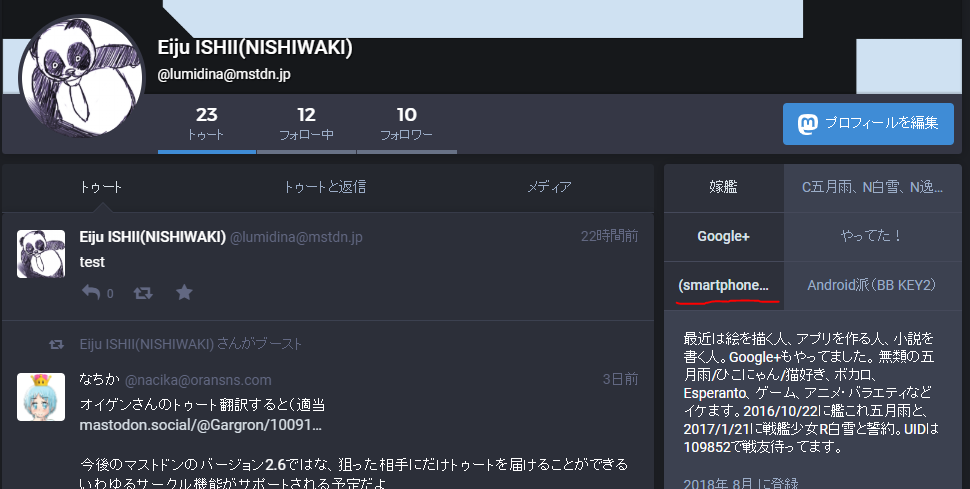 Eiju ISHII(NISHIWAKI)
@lumidina@mstdn.jp
23
トゥート
12
フォロー中
10
フォロワー
プロフィールを編集
トゥート
トゥートと返信
メディア
Eiju ISHII(NISHIWAKI) @lumidina@mstdn.jp
22時間前
test
0
Eiju ISHII(NISHIWAKI) さんがブースト
なちか @nacika@oransns.com
3日前
オイゲンさんのトゥート翻訳すると（適当
mastodon.social/@Gargron/10091…
今後のマストドンのバージョン2.6ではな、狙った相手にだけトゥートを届けることができる
いわゆるサークル機能がサポートされる予定だよ
嫁艦
C五月雨、N白雪、N逸…
Google+
やってた！
(smartphone…
Android派（BB KEY2）
最近は絵を描く人、アプリを作る人、小説を
書く人。Google+もやってました。無類の五
月雨/ひこにゃん/猫好き、ボカロ、
Esperanto、ゲーム、アニメ・バラエティなど
イケます。2016/10/22に艦これ五月雨と、
2017/1/21に戦艦少女R白雪と誓約。UIDは
109852で戦友待ってます。
2018年 8月 に登録